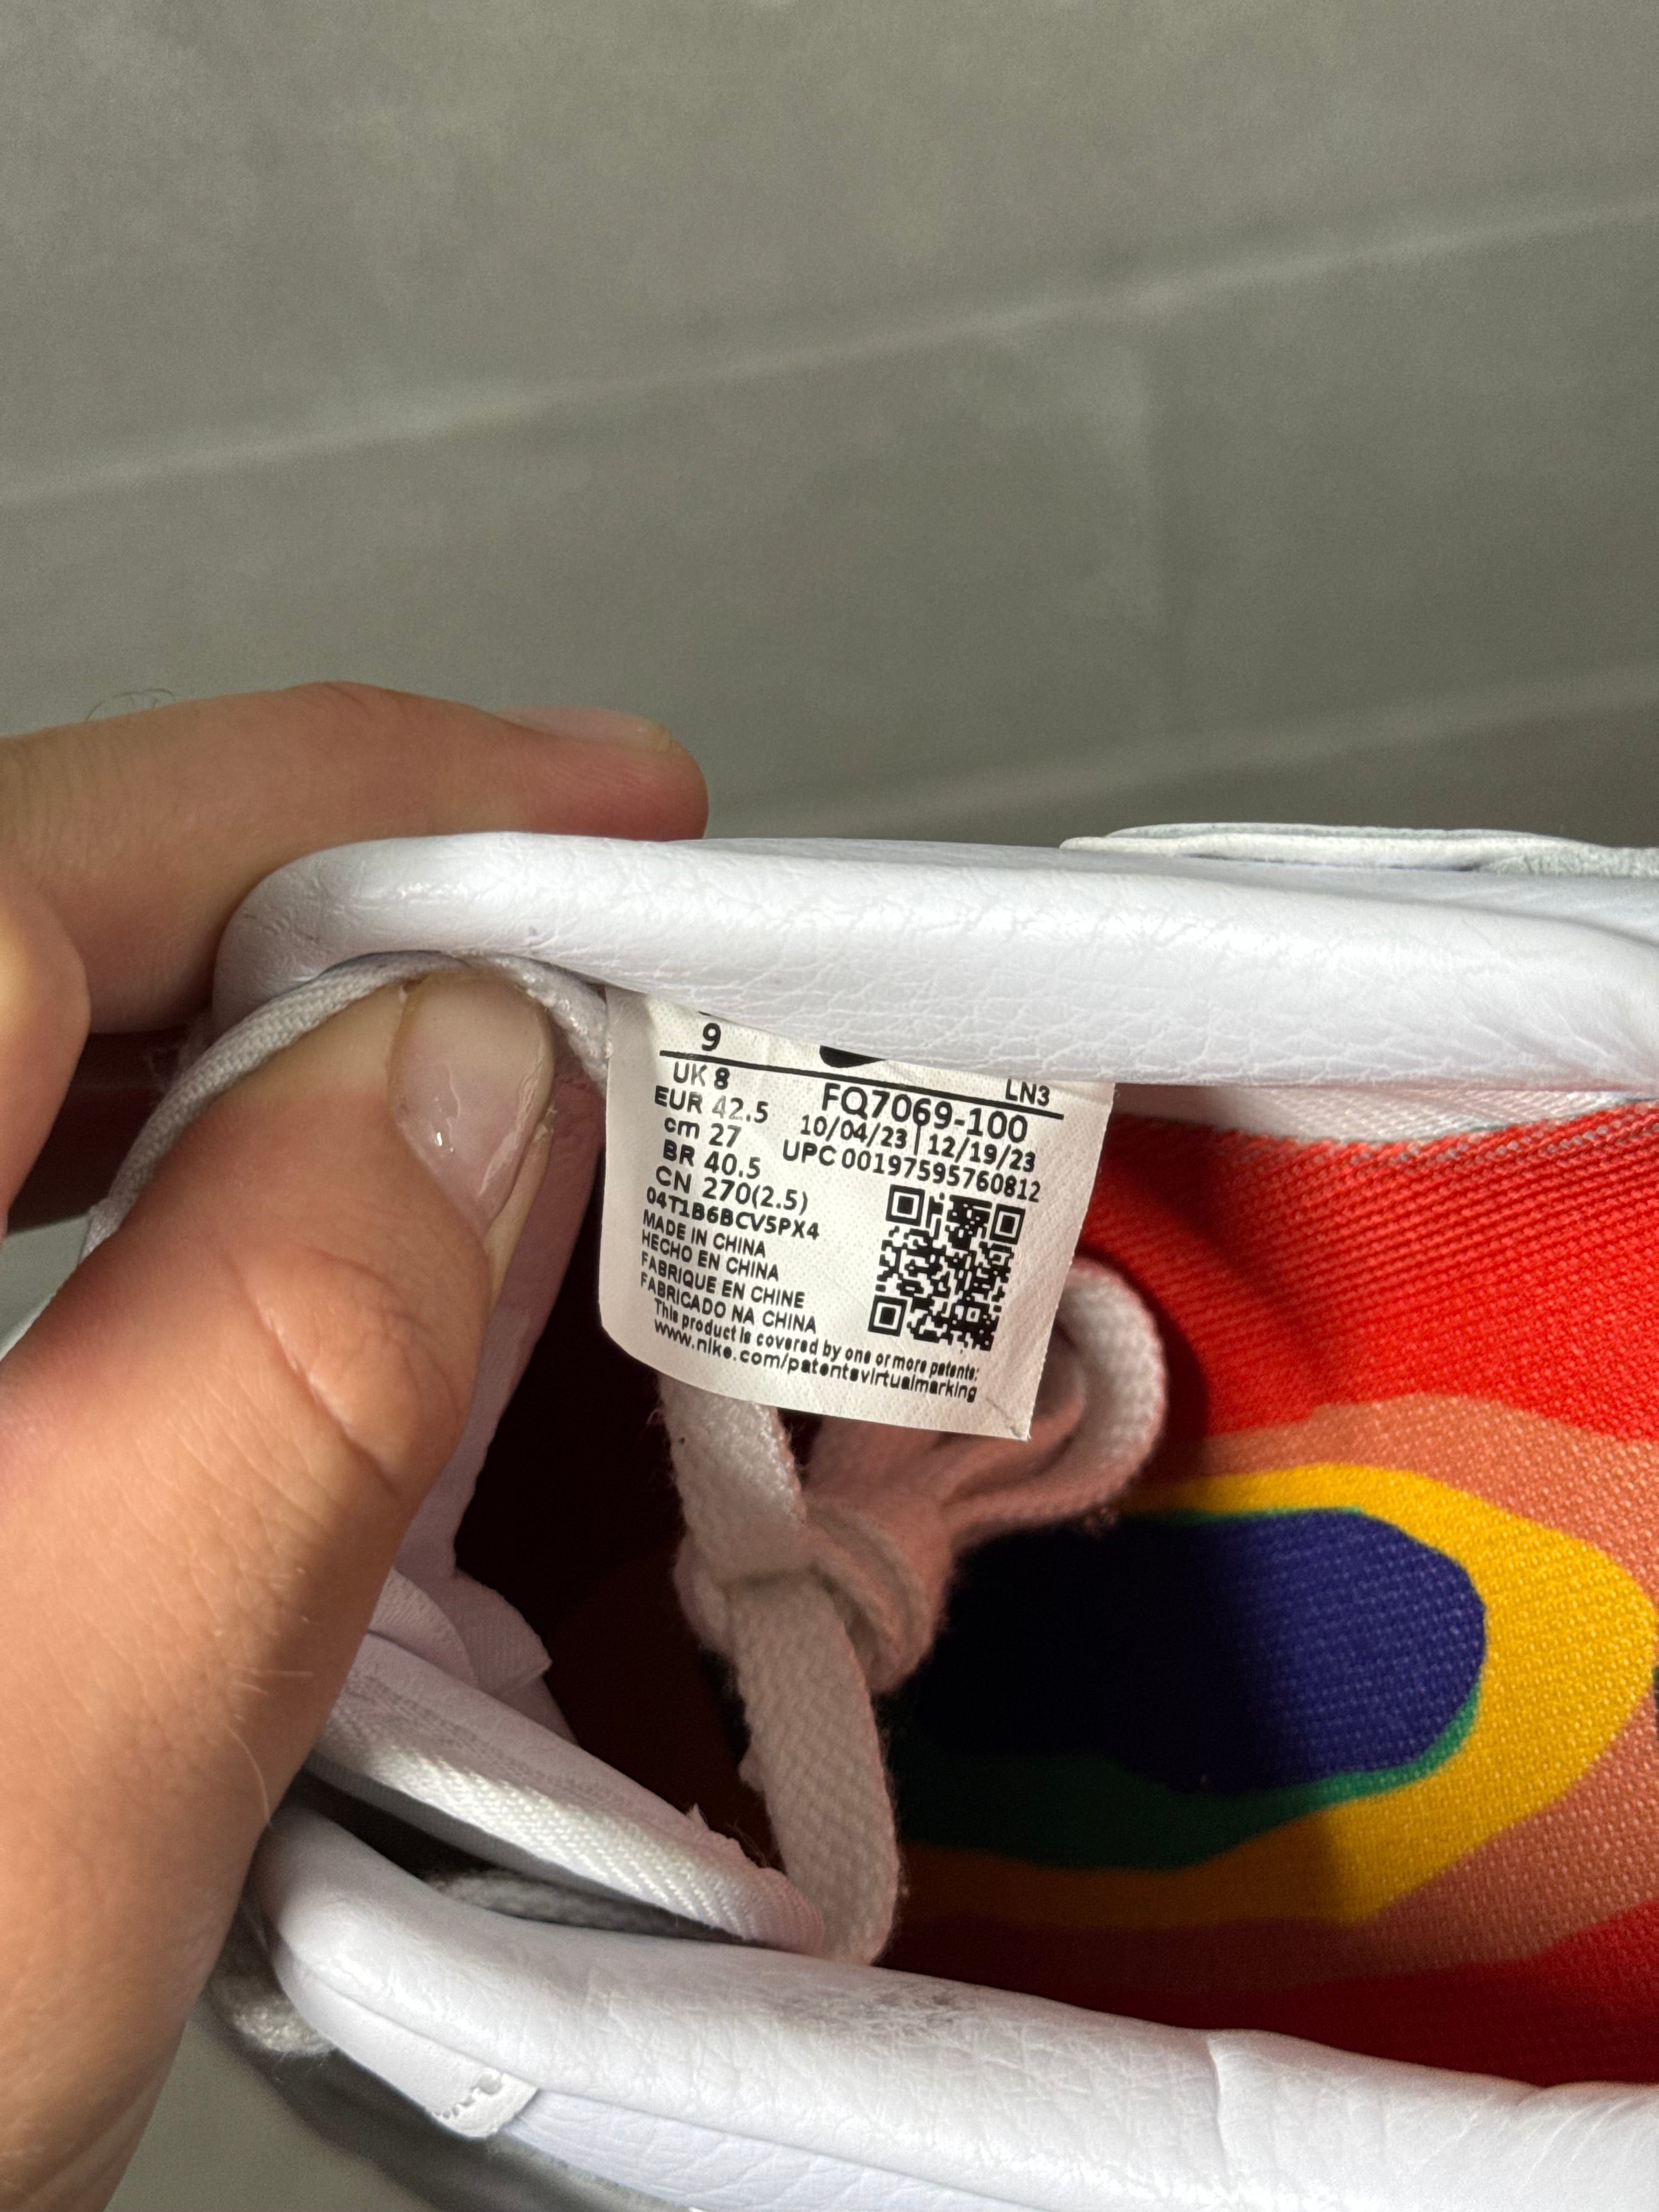 9
LN3
UK 8
FQ7069-100
EUR 42.5
10/04/23 | 12/19/23
cm 27
UPC 00197595760812
BR 40.5
CN 270(2.5)
04T1B6BCV5PX4
MADE IN CHINA
HECHO EN CHINA
FABRIQUE EN CHINE
FABRICADO NA CHINA
This product is covered by one or more patents:
www.nike.com/patentsvirtualmarking